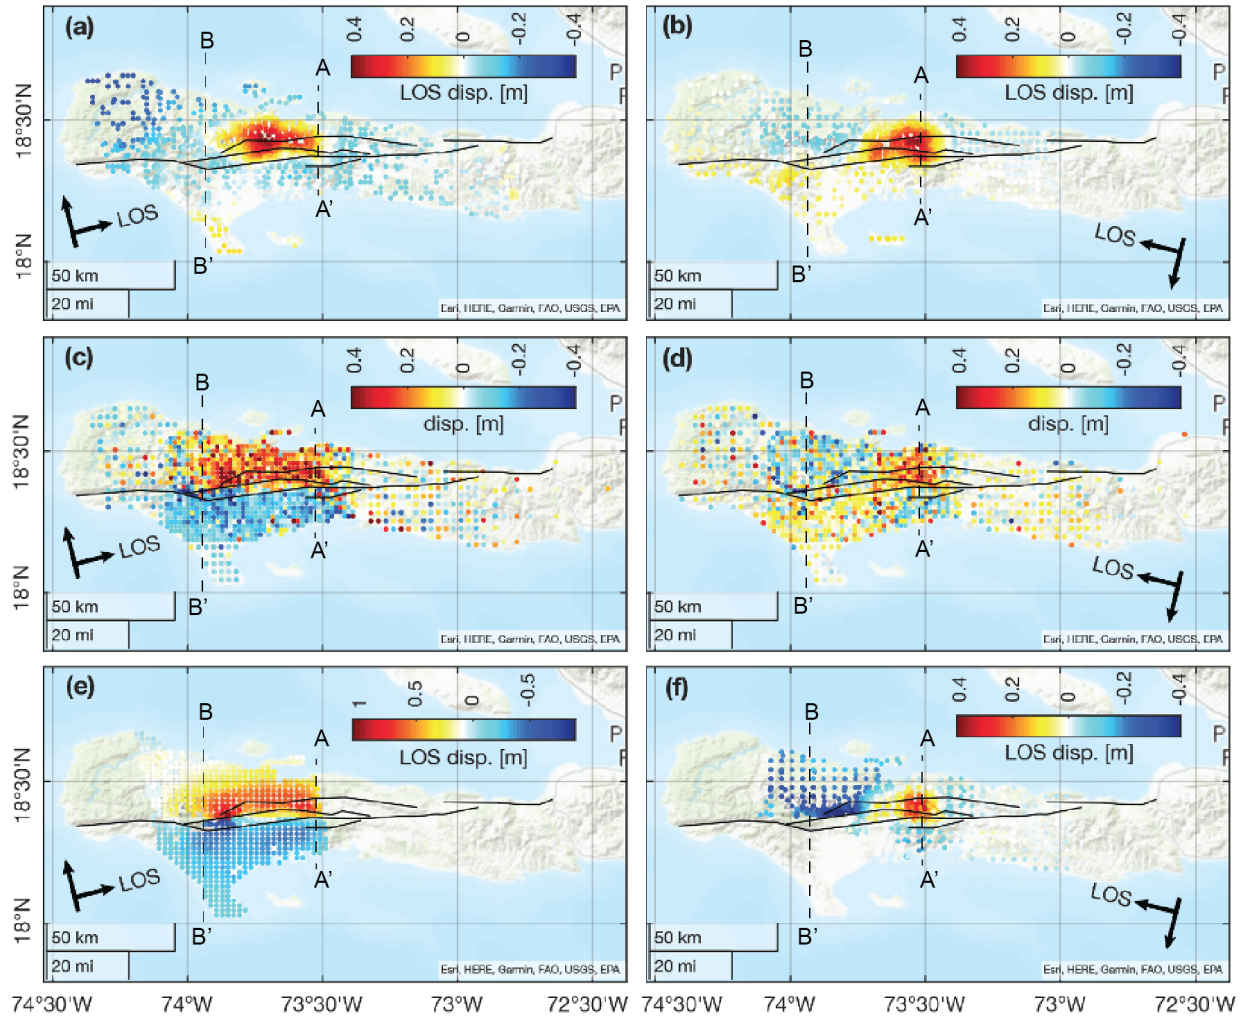 (a)
B
A
0.4
0.2
0
-0.2
-0.4
LOS disp. [m]
P
F
18°30'N
LOS
A'
B'
18°N
50 km
20 mi
Esri, HERE, Garmin, FAO, USGS, EPA
(b)
B
A
0.4
0.2
0
-0.2
-0.4
LOS disp. [m]
P
F
A'
LOS
B'
50 km
20 mi
Esri, HERE, Garmin, FAO, USGS, EPA
(c)
B
A
0.4
0.2
0
-0.2
-0.4
disp. [m]
P
F
18°30'N
LOS
A'
B'
18°N
50 km
20 mi
Esri, HERE, Garmin, FAO, USGS, EPA
(d)
B
A
0.4
0.2
0
-0.2
-0.4
disp. [m]
P
F
A'
LOS
B'
50 km
20 mi
Esri, HERE, Garmin, FAO, USGS, EPA
(e)
B
A
1
0.5
0
-0.5
LOS disp. [m]
P
F
18°30'N
LOS
A'
B'
18°N
50 km
20 mi
Esri, HERE, Garmin, FAO, USGS, EPA
74°30'W
74°W
73°30'W
73°W
72°30'W
(f)
B
A
0.4
0.2
0
-0.2
-0.4
LOS disp. [m]
P
F
A'
LOS
B'
50 km
20 mi
Esri, HERE, Garmin, FAO, USGS, EPA
74°W
73°30'W
73°W
72°30'W